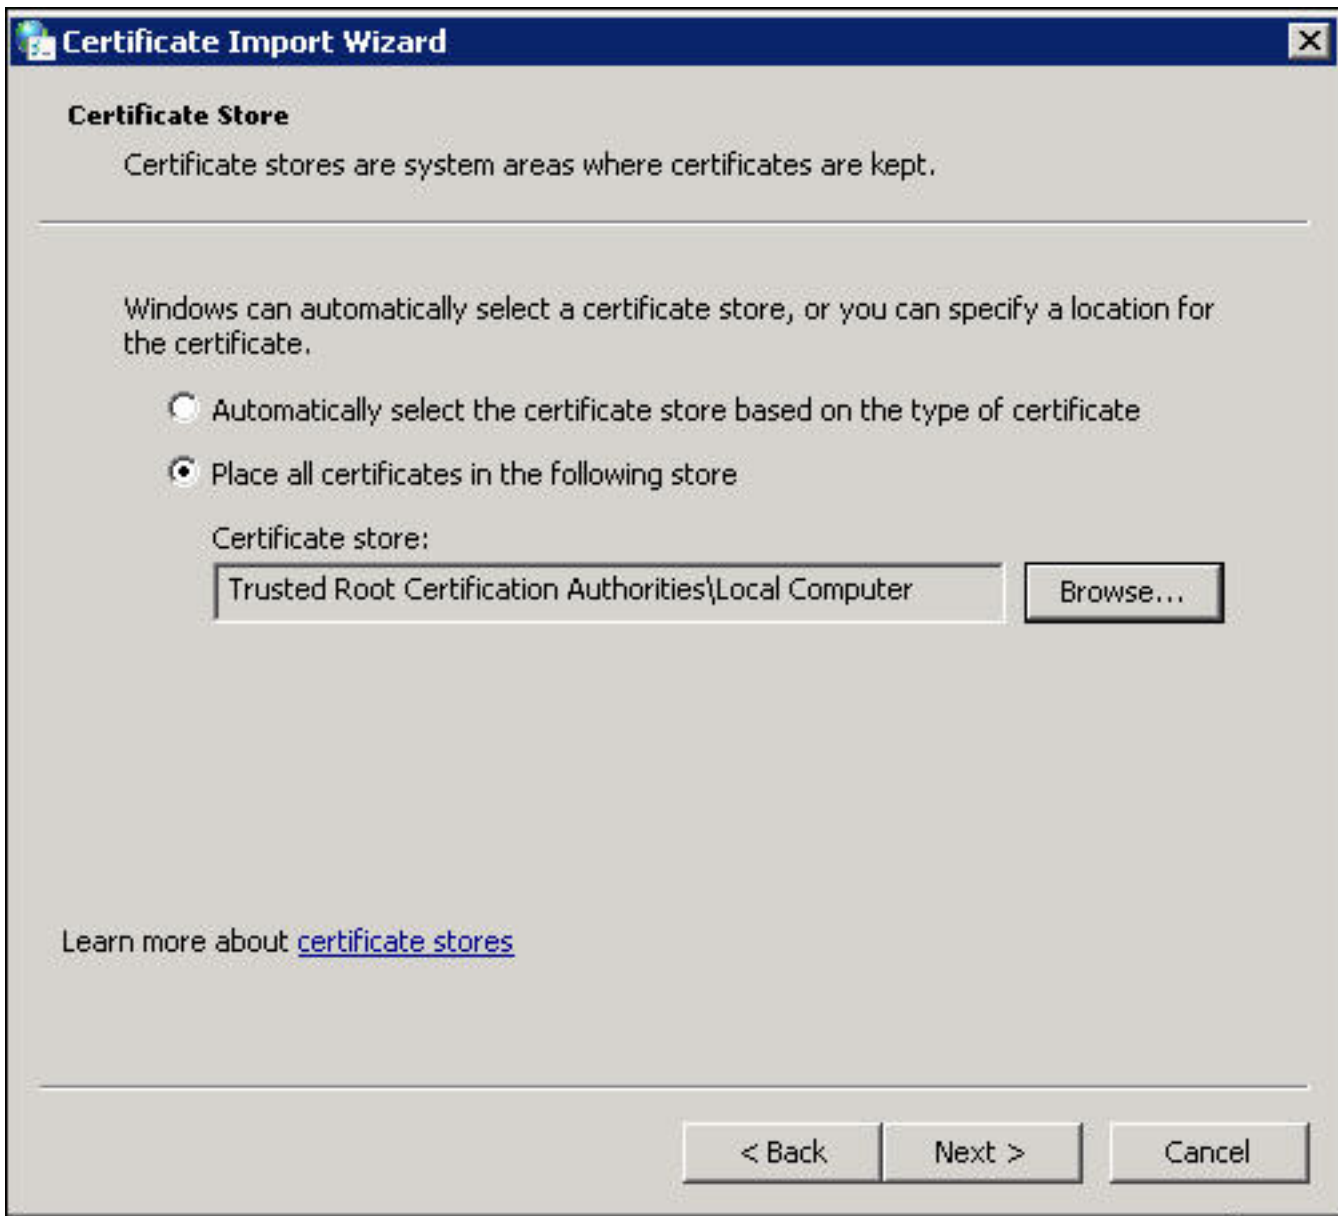 Certificate Import Wizard
Certificate Store
Certificate stores are system areas where certificates are kept.
Windows can automatically select a certificate store, or you can specify a location for
the certificate.
Automatically select the certificate store based on the type of certificate
Place all certificates in the following store
Certificate store:
Trusted Root Certification Authorities\Local Computer
Browse...
Learn more about certificate stores
< Back
Next >
Cancel